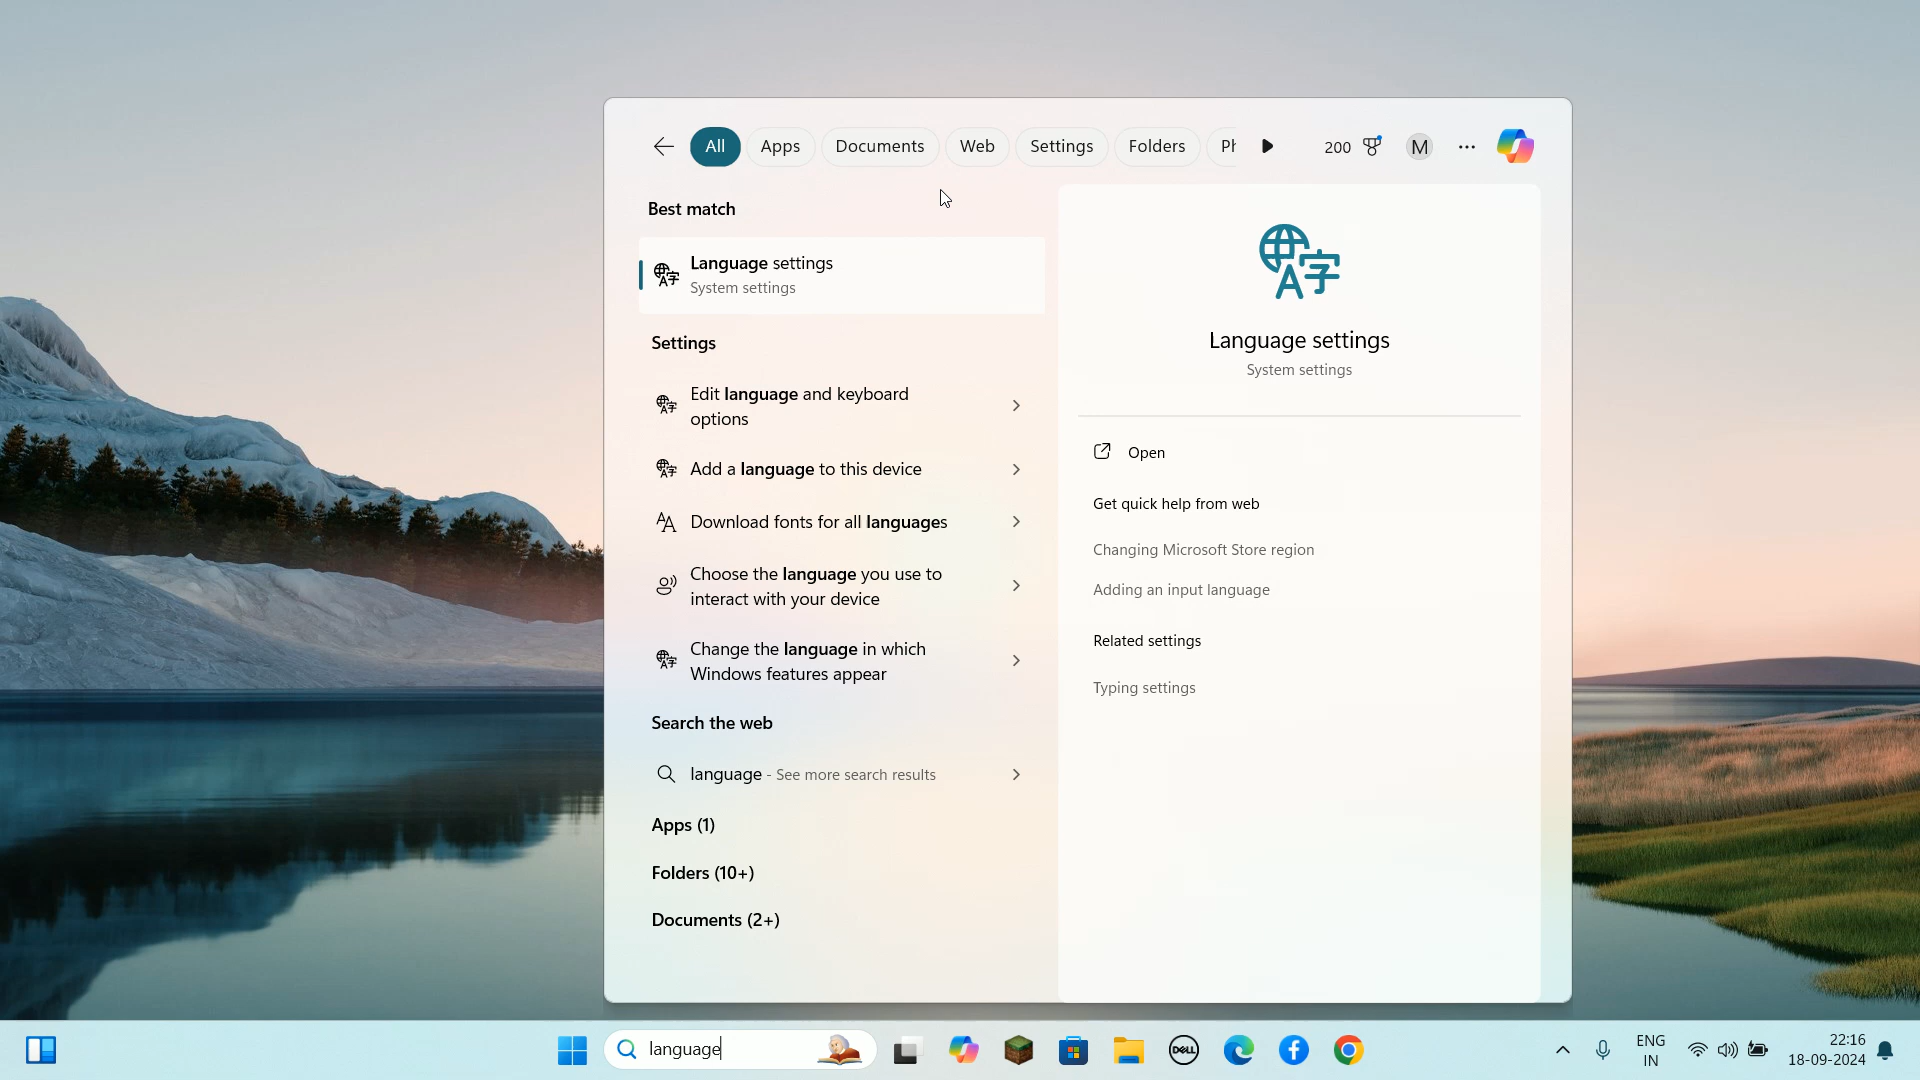 All
Apps
Documents
Web
Settings
Folders
Ph
200
M
Best match
Language settings
System settings
Settings
Edit language and keyboard
options
Add a language to this device
Download fonts for all languages
Choose the language you use to
interact with your device
Change the language in which
Windows features appear
Search the web
language - See more search results
Apps (1)
Folders (10+)
Documents (2+)
A字
Language settings
System settings
Open
Get quick help from web
Changing Microsoft Store region
Adding an input language
Related settings
Typing settings
language
DELL
ENG
IN
22:16
18-09-2024